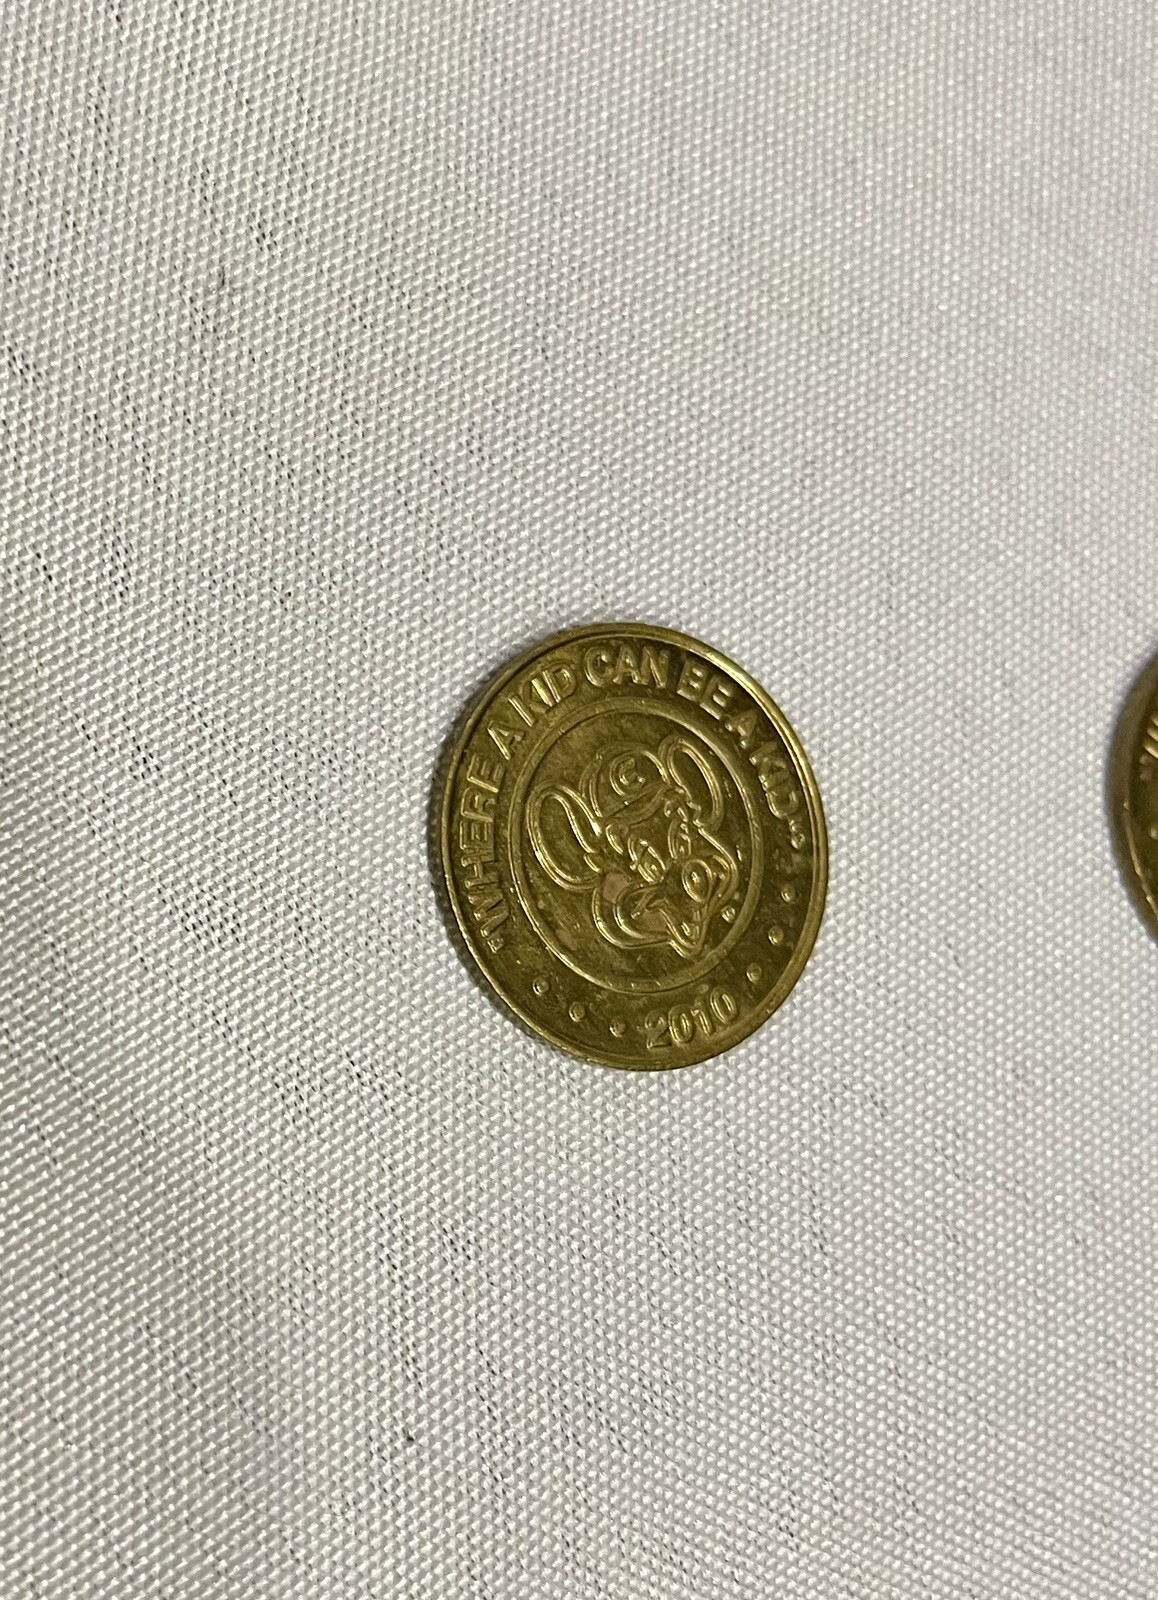 "WHERE A KID CAN BE A KID"
2010